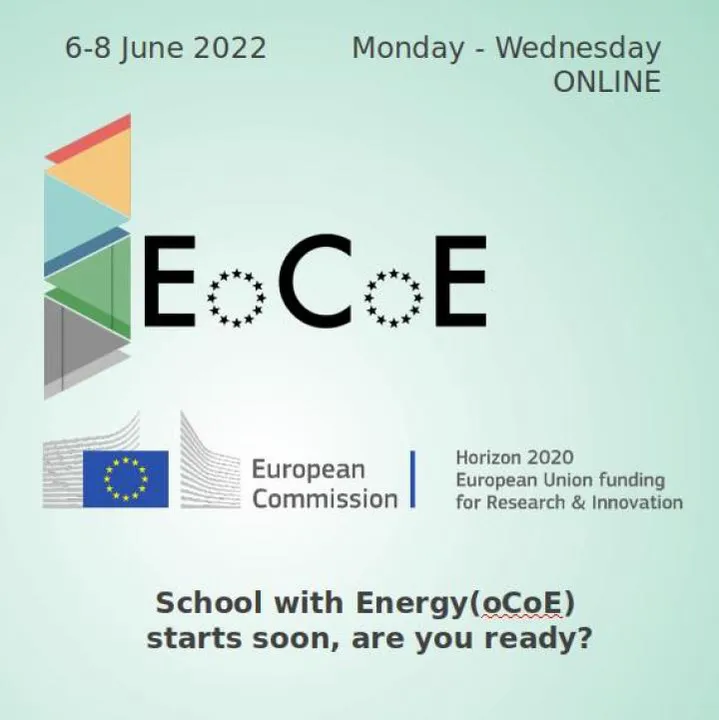 6-8 June 2022
Monday - Wednesday
ONLINE
EoCoE
European
Commission
Horizon 2020
European Union funding
for Research & Innovation
School with Energy(oCoE)
starts soon, are you ready?